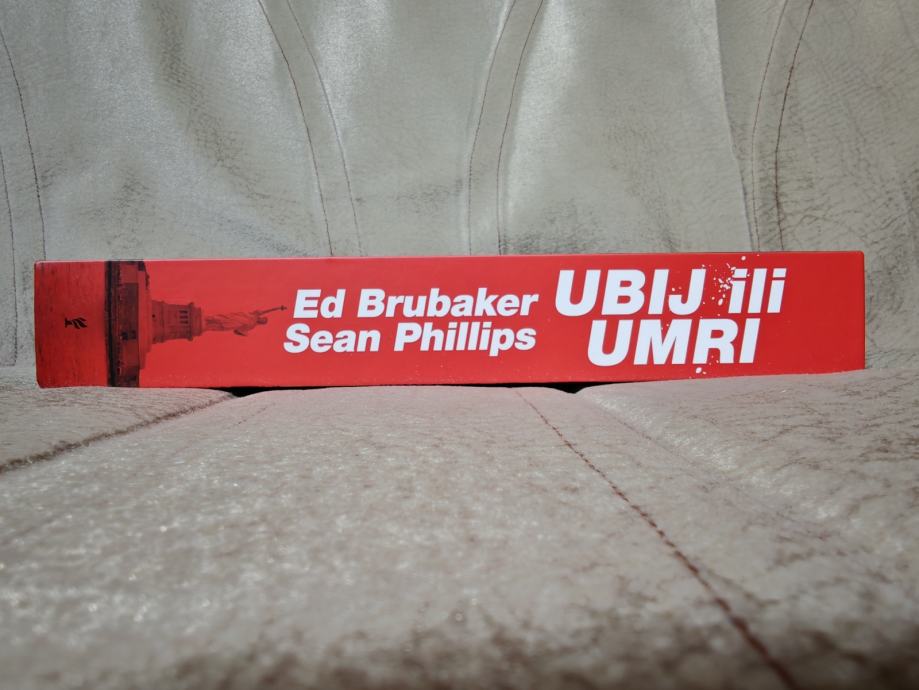 Ed Brubaker
Sean Phillips
UBIJ ili
UMRI